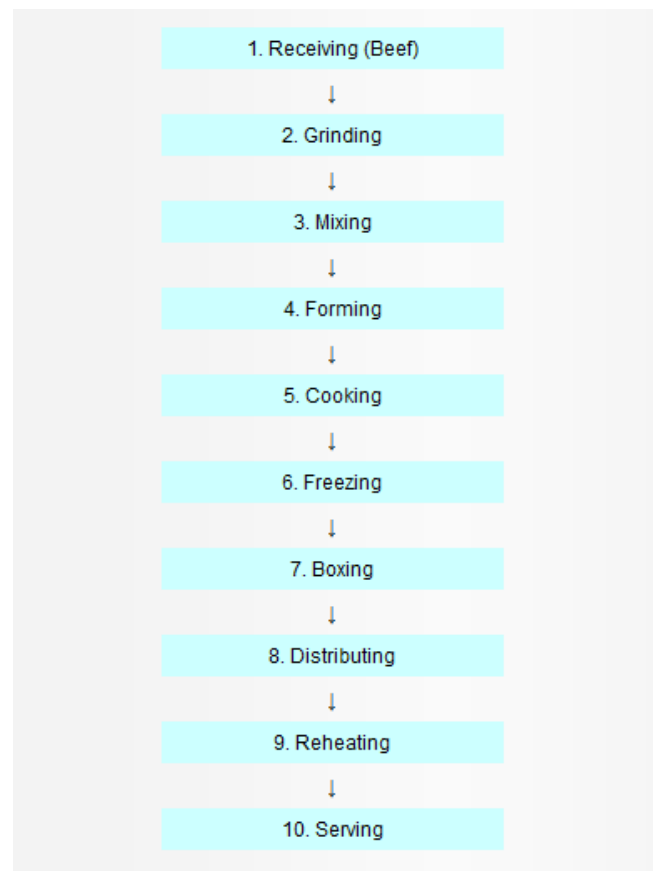 1. Receiving (Beef)
↓
2. Grinding
↓
3. Mixing
↓
4. Forming
↓
5. Cooking
↓
6. Freezing
↓
7. Boxing
↓
8. Distributing
↓
9. Reheating
↓
10. Serving